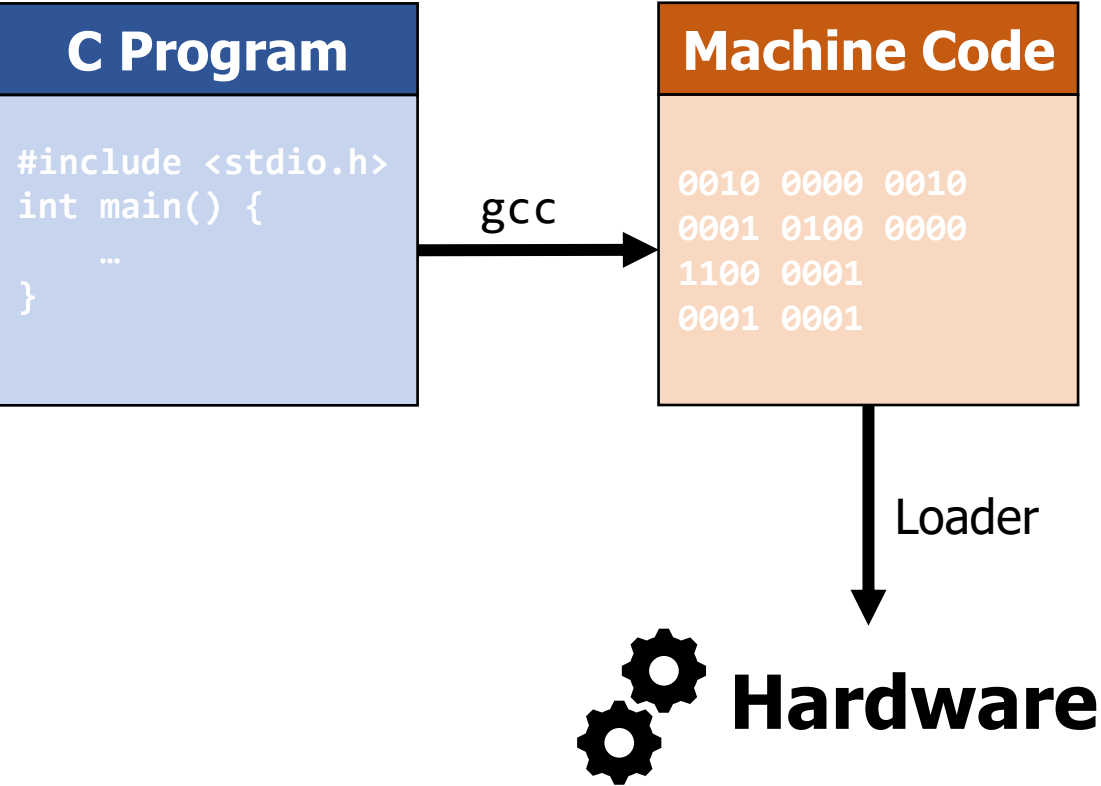 C Program
#include <stdio.h>
int main() {
…
}
gcc
Machine Code
0010 0000 0010
0001 0100 0000
1100 0001
0001 0001
Loader
Hardware